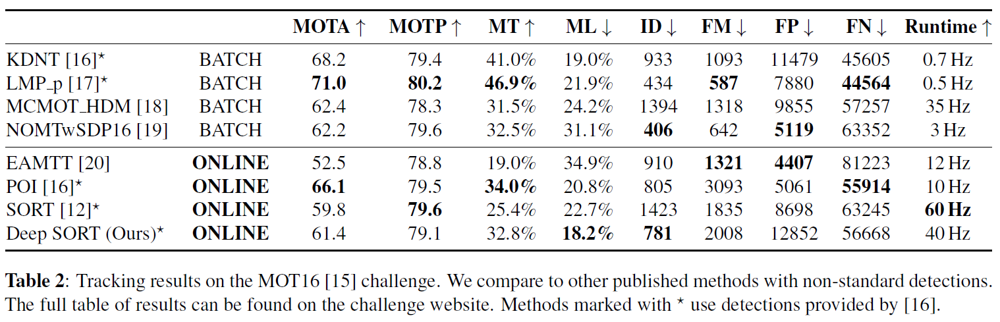 MOTA ↑ MOTP ↑ MT ↑ ML ↓ ID ↓ FM ↓ FP ↓ FN ↓ Runtime ↑
KDNT [16]* BATCH 68.2 79.4 41.0% 19.0% 933 1093 11479 45605 0.7 Hz
LMP_p [17]* BATCH 71.0 80.2 46.9% 21.9% 434 587 7880 44564 0.5 Hz
MCMOT_HDM [18] BATCH 62.4 78.3 31.5% 24.2% 1394 1318 9855 57257 35 Hz
NOMTwSDP16 [19] BATCH 62.2 79.6 32.5% 31.1% 406 642 5119 63352 3 Hz
EAMTT [20] ONLINE 52.5 78.8 19.0% 34.9% 910 1321 4407 81223 12 Hz
POI [16]* ONLINE 66.1 79.5 34.0% 20.8% 805 3093 5061 55914 10 Hz
SORT [12]* ONLINE 59.8 79.6 25.4% 22.7% 1423 1835 8698 63245 60 Hz
Deep SORT (Ours)* ONLINE 61.4 79.1 32.8% 18.2% 781 2008 12852 56668 40 Hz
Table 2: Tracking results on the MOT16 [15] challenge. We compare to other published methods with non-standard detections.
The full table of results can be found on the challenge website. Methods marked with * use detections provided by [16].